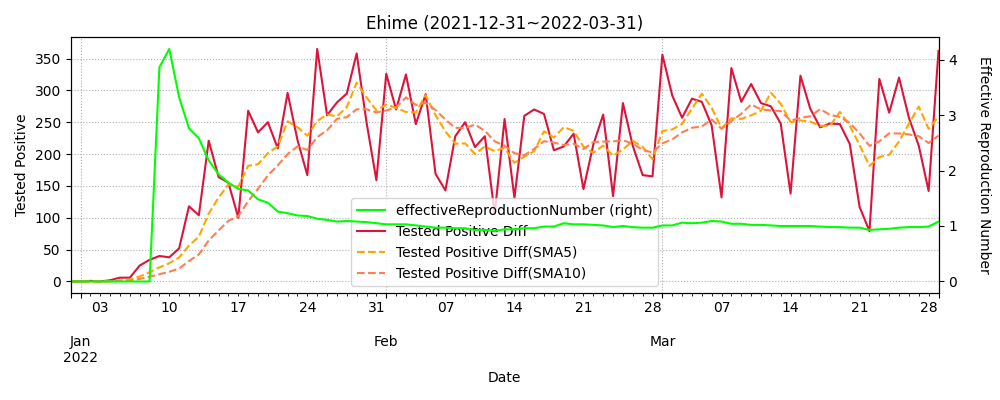 Ehime (2021-12-31~2022-03-31)
350
300
250
200
150
100
50
0
4
3
2
1
0
Tested Positive
Effective Reproduction Number
effectiveReproductionNumber (right)
Tested Positive Diff
Tested Positive Diff(SMA5)
Tested Positive Diff(SMA10)
03 10 17 24 31 07 14 21 28 07 14 21 28
Jan Feb Mar
2022
Date